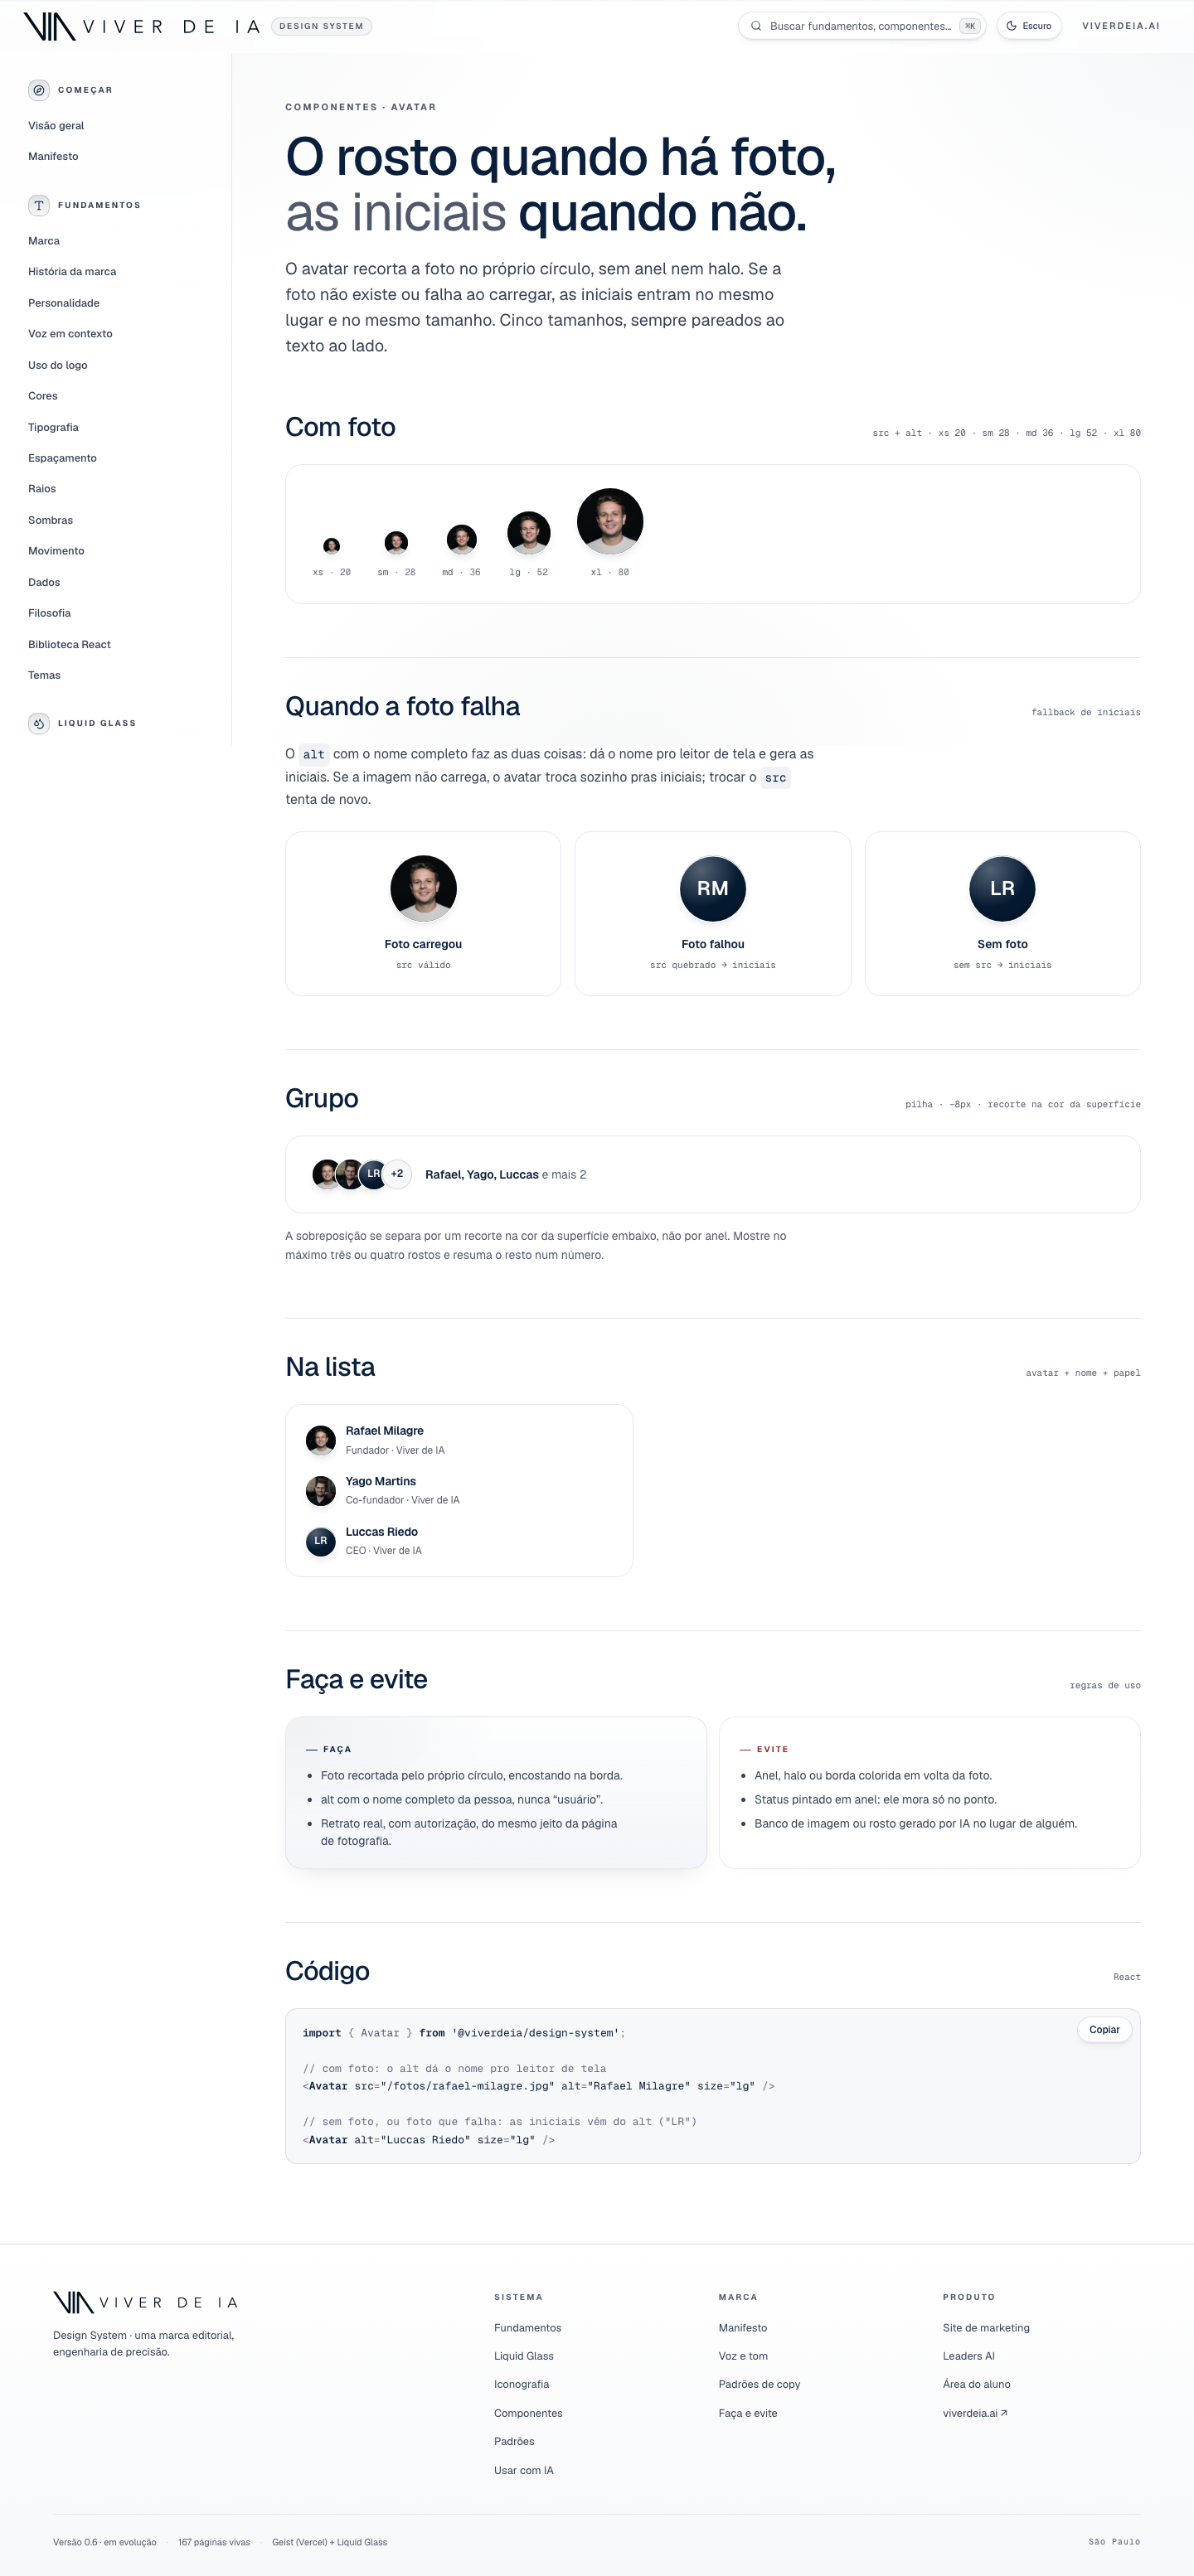 VIVER DE IA
DESIGN SYSTEM
Buscar fundamentos, componentes…
⌘K
Escuro
VIVERDEIA.AI
COMEÇAR
Visão geral
Manifesto
FUNDAMENTOS
Marca
História da marca
Personalidade
Voz em contexto
Uso do logo
Cores
Tipografia
Espaçamento
Raios
Sombras
Movimento
Dados
Filosofia
Biblioteca React
Temas
LIQUID GLASS
COMPONENTES · AVATAR
O rosto quando há foto,
as iniciais quando não.
O avatar recorta a foto no próprio círculo, sem anel nem halo. Se a
foto não existe ou falha ao carregar, as iniciais entram no mesmo
lugar e no mesmo tamanho. Cinco tamanhos, sempre pareados ao
texto ao lado.
Com foto
src + alt · xs 20 · sm 28 · md 36 · lg 52 · xl 80
xs · 20
sm · 28
md · 36
lg · 52
xl · 80
Quando a foto falha
fallback de iniciais
O alt com o nome completo faz as duas coisas: dá o nome pro leitor de tela e gera as
iniciais. Se a imagem não carrega, o avatar troca sozinho pras iniciais; trocar o src
tenta de novo.
Foto carregou
src válido
RM
Foto falhou
src quebrado → iniciais
LR
Sem foto
sem src → iniciais
Grupo
pilha · −8px · recorte na cor da superfície
LR
+2
Rafael, Yago, Luccas e mais 2
A sobreposição se separa por um recorte na cor da superfície embaixo, não por anel. Mostre no
máximo três ou quatro rostos e resuma o resto num número.
Na lista
avatar + nome + papel
Rafael Milagre
Fundador · Viver de IA
Yago Martins
Co-fundador · Viver de IA
LR
Luccas Riedo
CEO · Viver de IA
Faça e evite
regras de uso
— FAÇA
• Foto recortada pelo próprio círculo, encostando na borda.
• alt com o nome completo da pessoa, nunca “usuário”.
• Retrato real, com autorização, do mesmo jeito da página
de fotografia.
— EVITE
• Anel, halo ou borda colorida em volta da foto.
• Status pintado em anel: ele mora só no ponto.
• Banco de imagem ou rosto gerado por IA no lugar de alguém.
Código
React
Copiar
import { Avatar } from '@viverdeia/design-system';
// com foto: o alt dá o nome pro leitor de tela
<Avatar src="/fotos/rafael-milagre.jpg" alt="Rafael Milagre" size="lg" />
// sem foto, ou foto que falha: as iniciais vêm do alt ("LR")
<Avatar alt="Luccas Riedo" size="lg" />
VIVER DE IA
Design System · uma marca editorial,
engenharia de precisão.
SISTEMA
Fundamentos
Liquid Glass
Iconografia
Componentes
Padrões
Usar com IA
MARCA
Manifesto
Voz e tom
Padrões de copy
Faça e evite
PRODUTO
Site de marketing
Leaders AI
Área do aluno
viverdeia.ai ↗
Versão 0.6 · em evolução · 167 páginas vivas · Geist (Vercel) + Liquid Glass
São Paulo